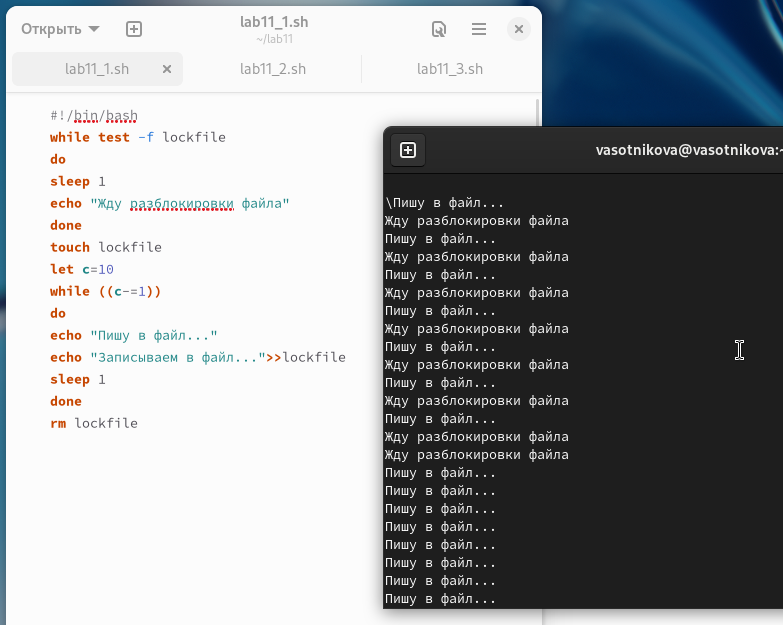 Открыть
lab11_1.sh
~/lab11
lab11_1.sh
lab11_2.sh
lab11_3.sh
#!/bin/bash
while test -f lockfile
do
sleep 1
echo "Жду разблокировки файла"
done
touch lockfile
let c=10
while ((c-=1))
do
echo "Пишу в файл..."
echo "Записываем в файл...">>lockfile
sleep 1
done
rm lockfile
vasotnikova@vasotnikova:~
\Пишу в файл...
Жду разблокировки файла
Пишу в файл...
Жду разблокировки файла
Пишу в файл...
Жду разблокировки файла
Пишу в файл...
Жду разблокировки файла
Пишу в файл...
Жду разблокировки файла
Пишу в файл...
Жду разблокировки файла
Пишу в файл...
Жду разблокировки файла
Жду разблокировки файла
Пишу в файл...
Пишу в файл...
Пишу в файл...
Пишу в файл...
Пишу в файл...
Пишу в файл...
Пишу в файл...
Пишу в файл...